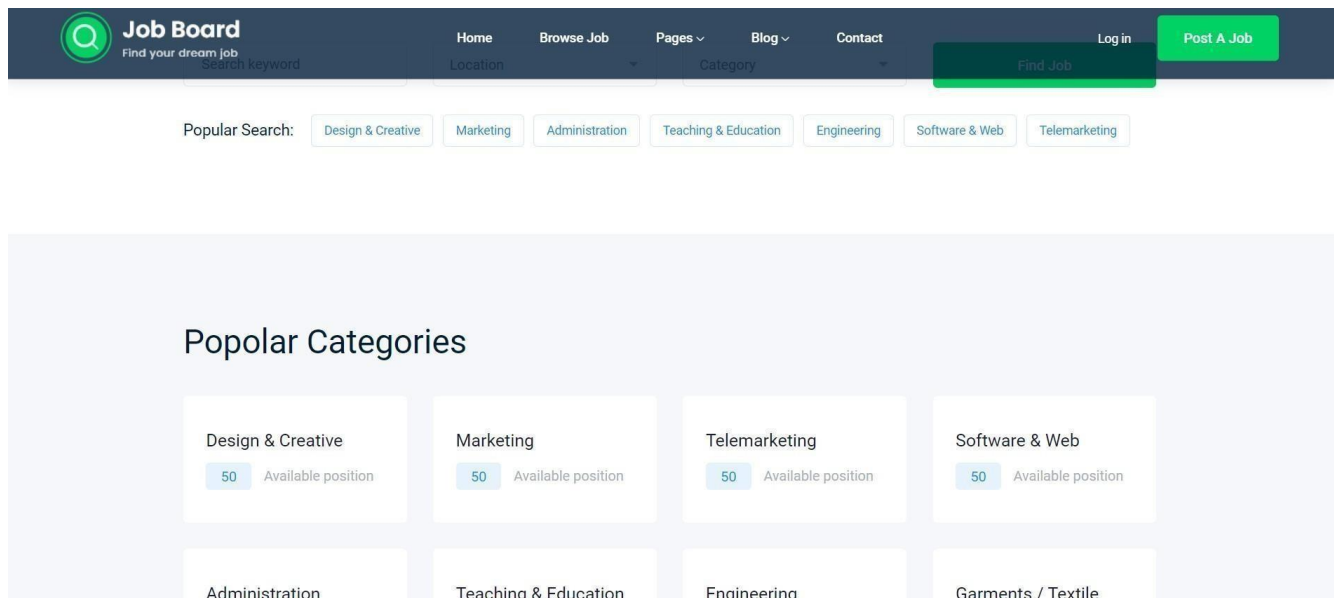 Job Board
Find your dream job
Home Browse Job Pages Blog Contact Log in Post A Job
Search keyword Location Category Find Job
Popular Search: Design & Creative Marketing Administration Teaching & Education Engineering Software & Web Telemarketing
Popolar Categories
Design & Creative Marketing Telemarketing Software & Web
50 Available position 50 Available position 50 Available position 50 Available position
Administration Teaching & Education Engineering Garments / Textile